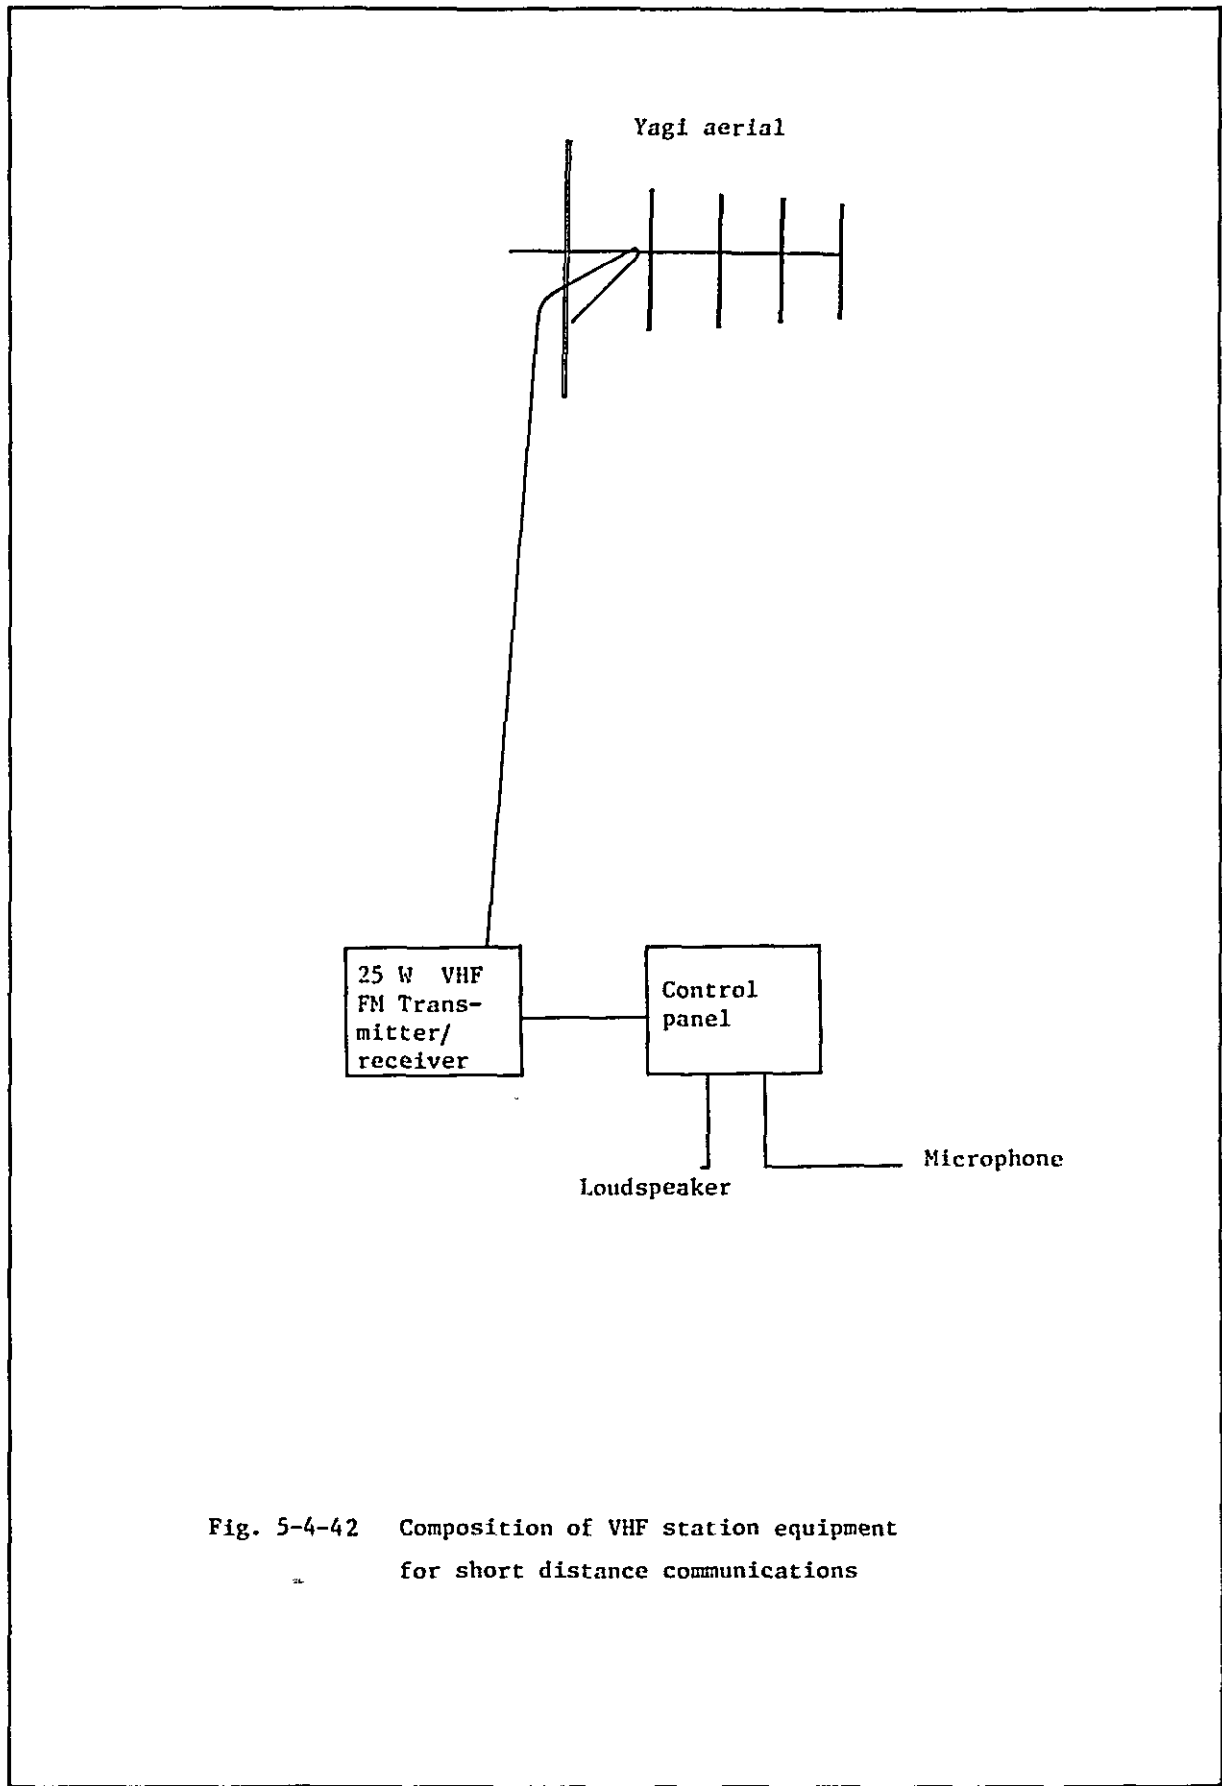 Yagi aerial
25 W VHF
FM Trans-
mitter/
receiver
Control
panel
Microphone
Loudspeaker
Fig. 5-4-42 Composition of VHF station equipment
for short distance communications